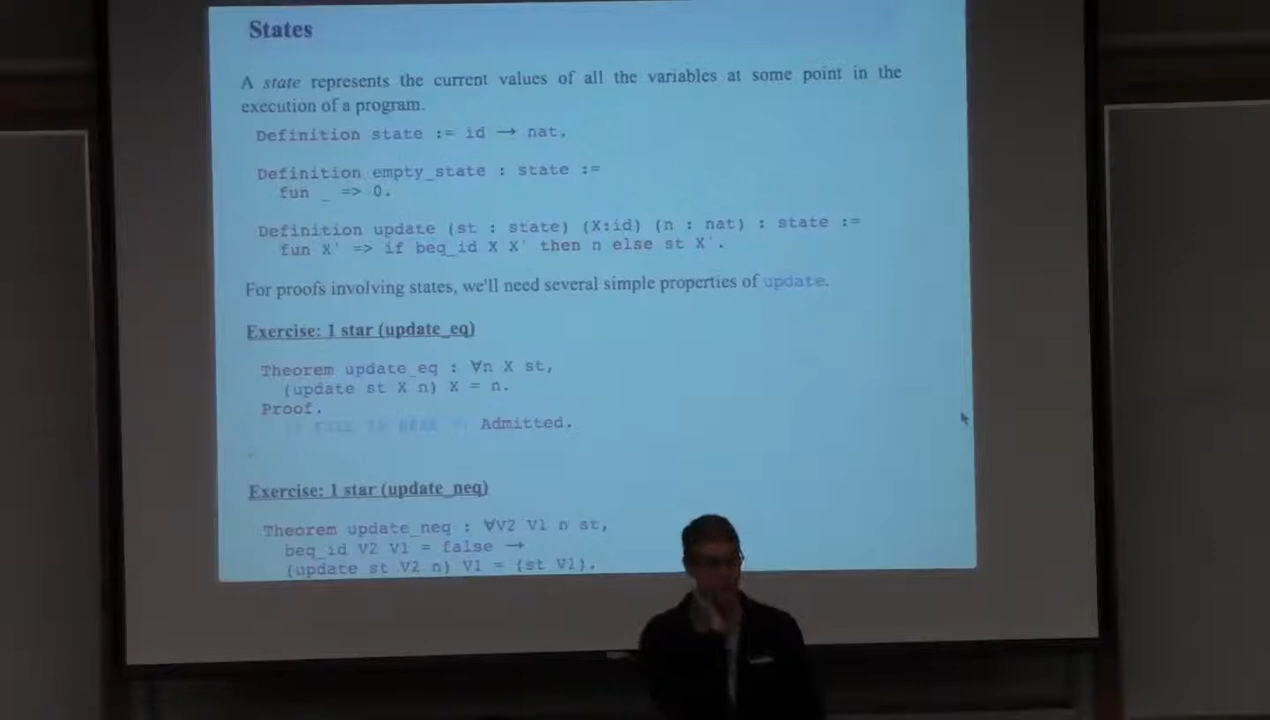 States
A state represents the current values of all the variables at some point in the
execution of a program.
Definition state := id → nat.
Definition empty_state : state :=
fun _ => 0.
Definition update (st : state) (X:id) (n : nat) : state :=
fun X' => if beq_id X X' then n else st X'.
For proofs involving states, we'll need several simple properties of update.
Exercise: 1 star (update_eq)
Theorem update_eq : ∀n X st,
(update st X n) X = n.
Proof.
FILL IN HERE Admitted.
Exercise: 1 star (update_neq)
Theorem update_neq : ∀V2 V1 n st,
beq_id V2 V1 = false →
(update st V2 n) V1 = (st V1).